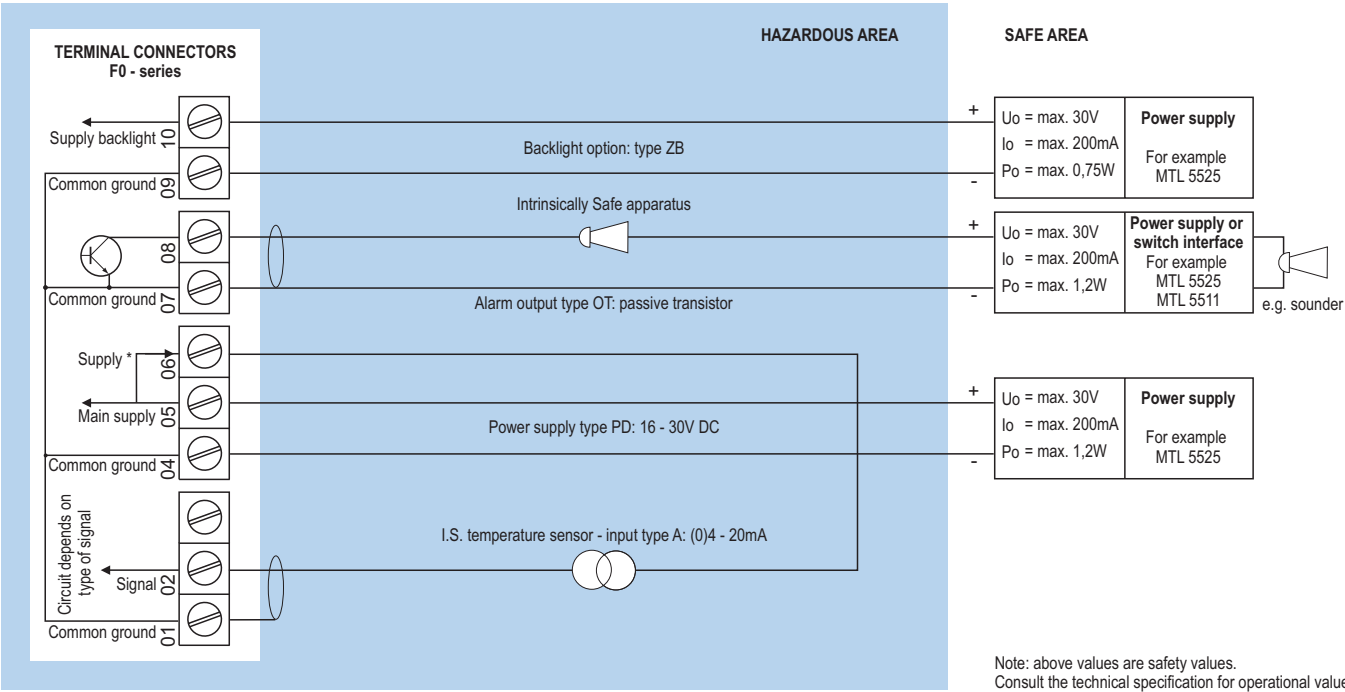 HAZARDOUS AREA
SAFE AREA
TERMINAL CONNECTORS
F0 - series
Supply backlight
10
Common ground
09
Backlight option: type ZB
+
-
Uo = max. 30V
Io = max. 200mA
Po = max. 0,75W
Power supply
For example
MTL 5525
08
Common ground
07
Intrinsically Safe apparatus
Alarm output type OT: passive transistor
+
-
Uo = max. 30V
Io = max. 200mA
Po = max. 1,2W
Power supply or
switch interface
For example
MTL 5525
MTL 5511
e.g. sounder
Supply *
06
Main supply
05
Common ground
04
Power supply type PD: 16 - 30V DC
+
-
Uo = max. 30V
Io = max. 200mA
Po = max. 1,2W
Power supply
For example
MTL 5525
Circuit depends on
type of signal
Signal
02
Common ground
01
I.S. temperature sensor - input type A: (0)4 - 20mA
Note: above values are safety values.
Consult the technical specification for operational value